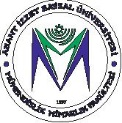 ABANT İZZET BAYSAL ÜNİVERSİTESİ
MÜHENDİSLİK MİMARLIK FAKÜLTESİ